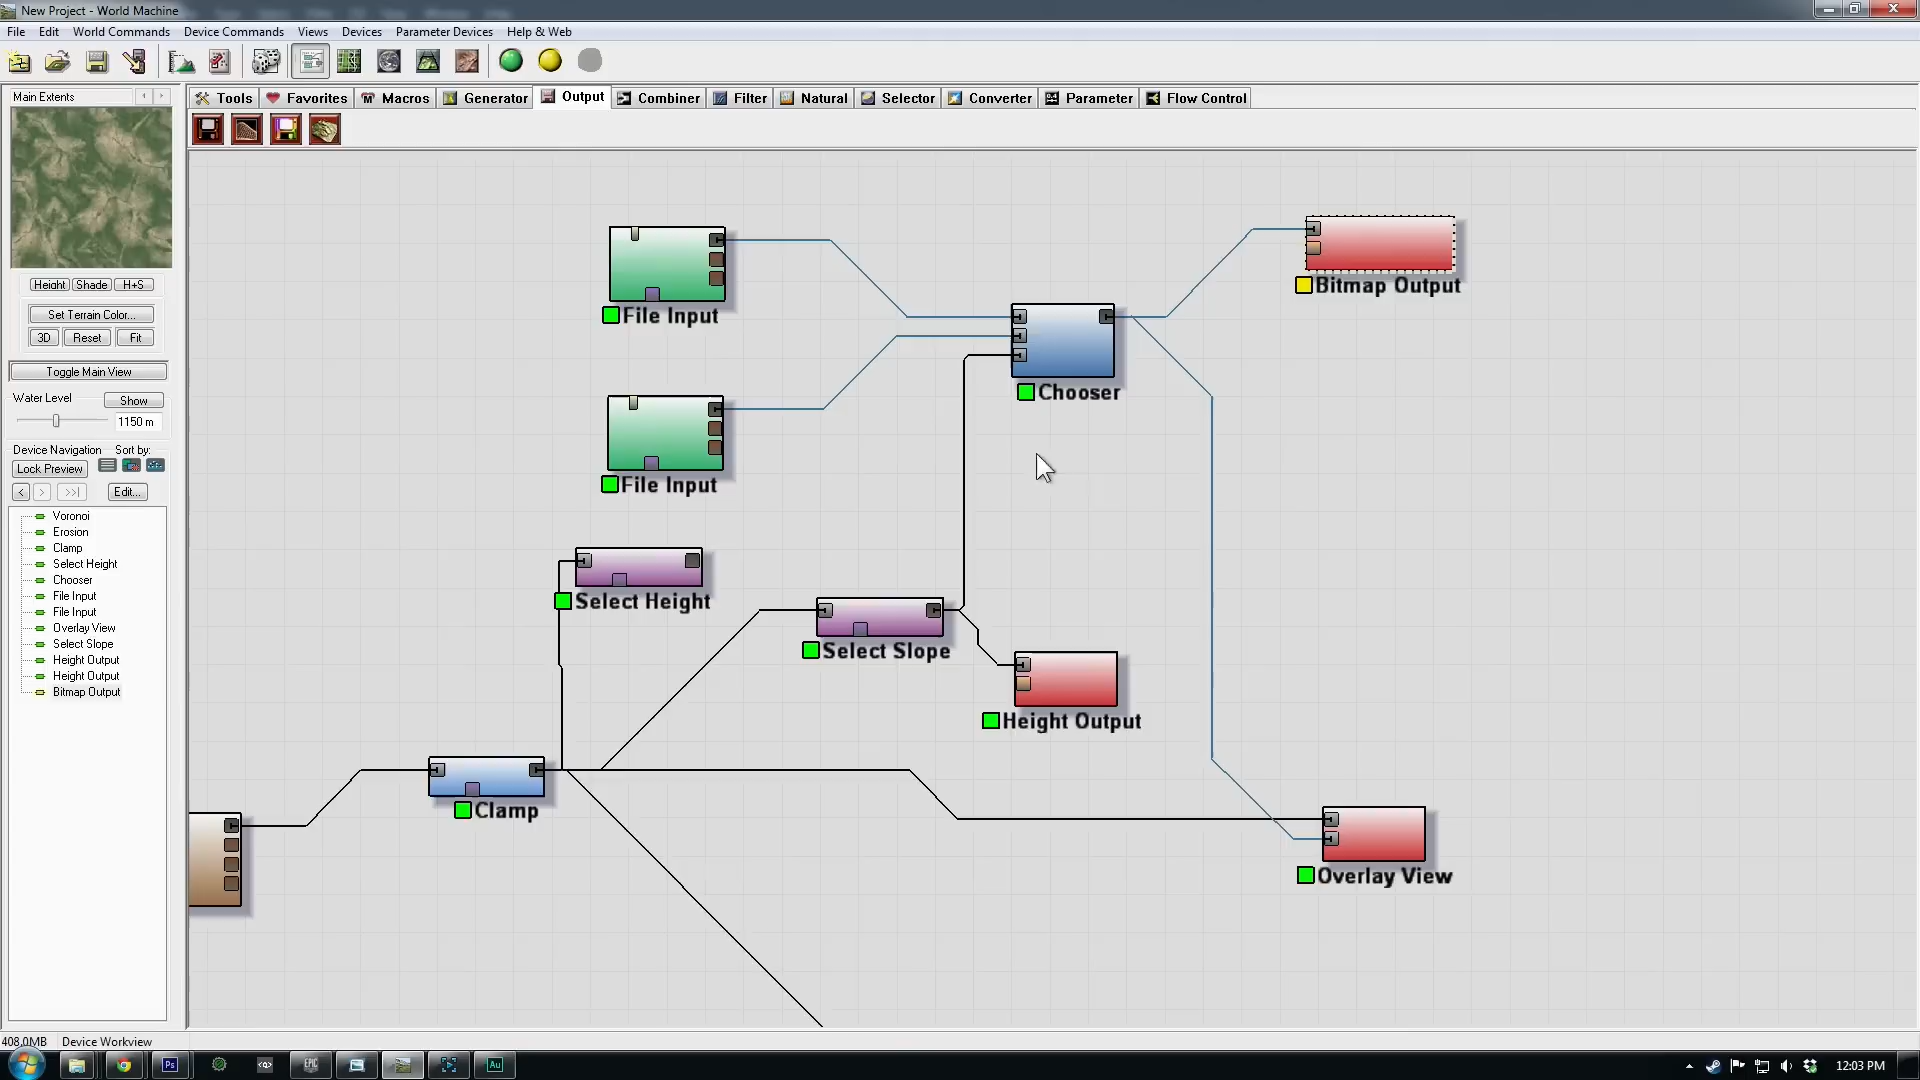 New Project - World Machine
File Edit World Commands Device Commands Views Devices Parameter Devices Help & Web
Main Extents
Tools Favorites Macros Generator Output Combiner Filter Natural Selector Converter Parameter Flow Control
Height Shade H+S
Set Terrain Color...
3D Reset Fit
Toggle Main View
Water Level Show
1150 m
Device Navigation Sort by:
Lock Preview
< > >>| Edit...
Voronoi
Erosion
Clamp
Select Height
Chooser
File Input
File Input
Overlay View
Select Slope
Height Output
Height Output
Bitmap Output
File Input
Bitmap Output
Chooser
File Input
Select Height
Select Slope
Height Output
Clamp
Overlay View
408.0MB Device Workview
Ps
EPIC
Au
12:03 PM